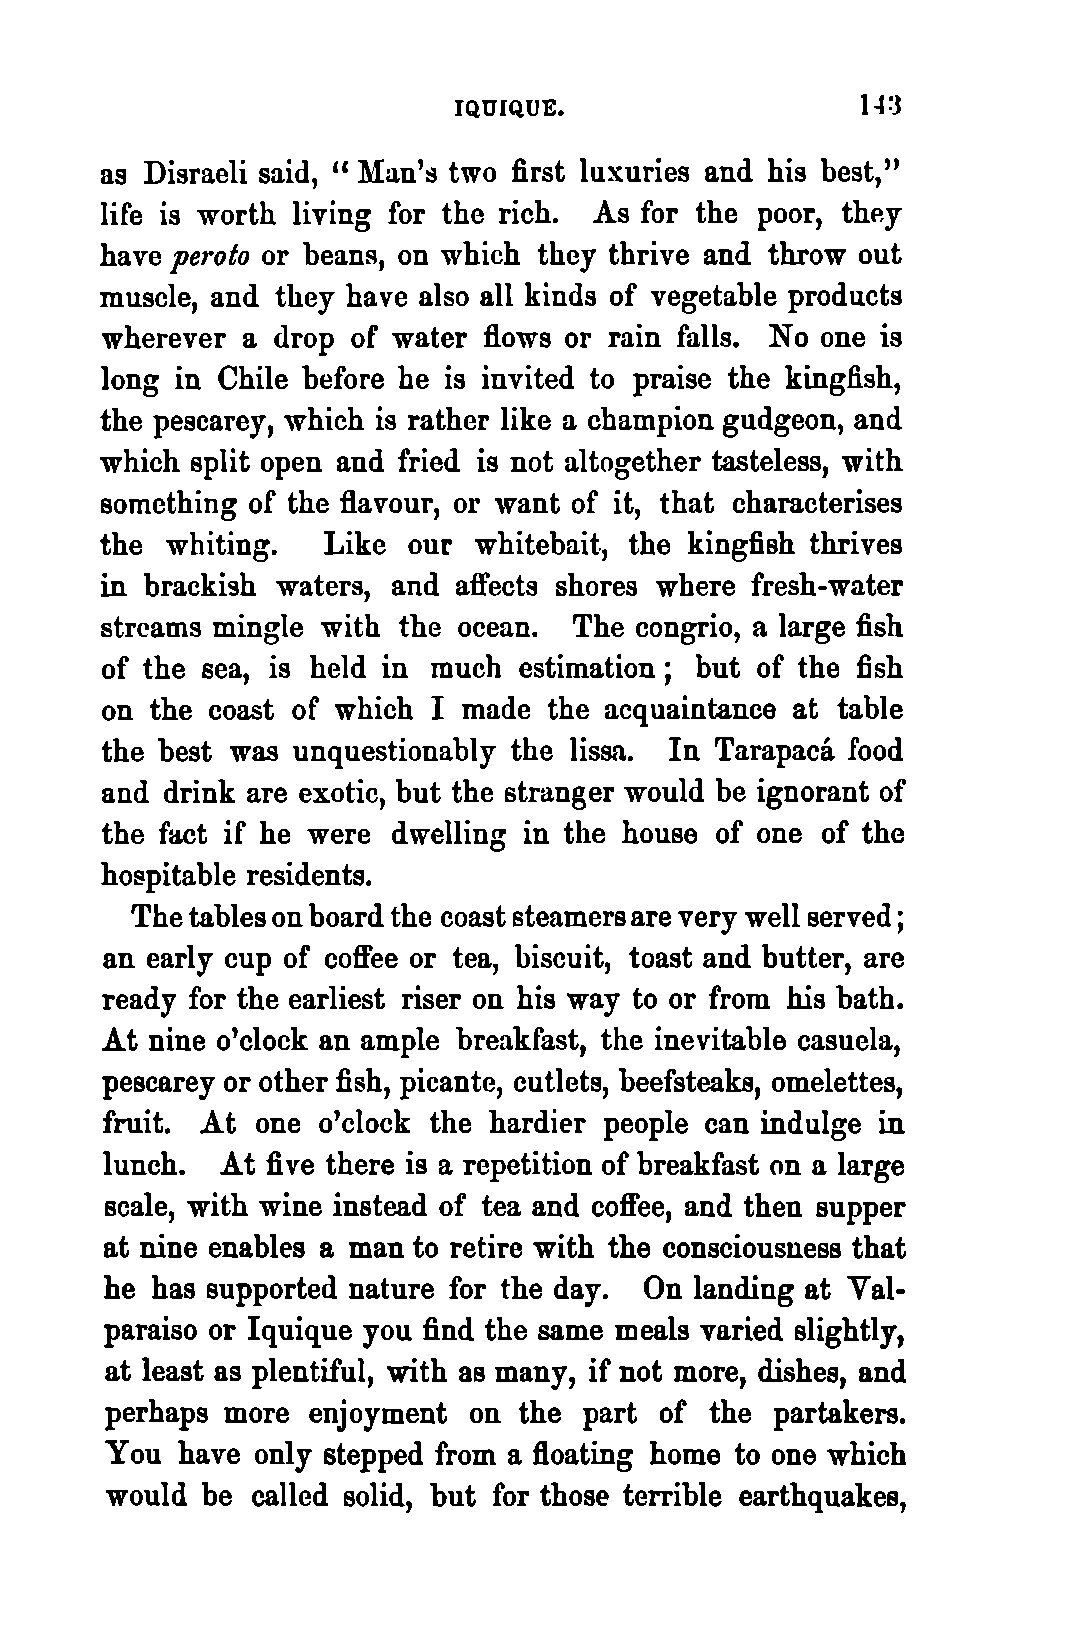 IQUIQUE. 143
as Disraeli said, “ Man’s two first luxuries and his best,”
life is worth living for the rich. As for the poor, they
have peroto or beans, on which they thrive and throw out
muscle, and they have also all kinds of vegetable products
wherever a drop of water flows or rain falls. No one is
long in Chile before he is invited to praise the kingfish,
the pescarey, which is rather like a champion gudgeon, and
which split open and fried is not altogether tasteless, with
something of the flavour, or want of it, that characterises
the whiting. Like our whitebait, the kingfish thrives
in brackish waters, and affects shores where fresh-water
streams mingle with the ocean. The congrio, a large fish
of the sea, is held in much estimation ; but of the fish
on the coast of which I made the acquaintance at table
the best was unquestionably the lissa. In Tarapacá food
and drink are exotic, but the stranger would be ignorant of
the fact if he were dwelling in the house of one of the
hospitable residents.
The tables on board the coast steamers are very well served ;
an early cup of coffee or tea, biscuit, toast and butter, are
ready for the earliest riser on his way to or from his bath.
At nine o’clock an ample breakfast, the inevitable casuela,
pescarey or other fish, picante, cutlets, beefsteaks, omelettes,
fruit. At one o’clock the hardier people can indulge in
lunch. At five there is a repetition of breakfast on a large
scale, with wine instead of tea and coffee, and then supper
at nine enables a man to retire with the consciousness that
he has supported nature for the day. On landing at Val-
paraiso or Iquique you find the same meals varied slightly,
at least as plentiful, with as many, if not more, dishes, and
perhaps more enjoyment on the part of the partakers.
You have only stepped from a floating home to one which
would be called solid, but for those terrible earthquakes,